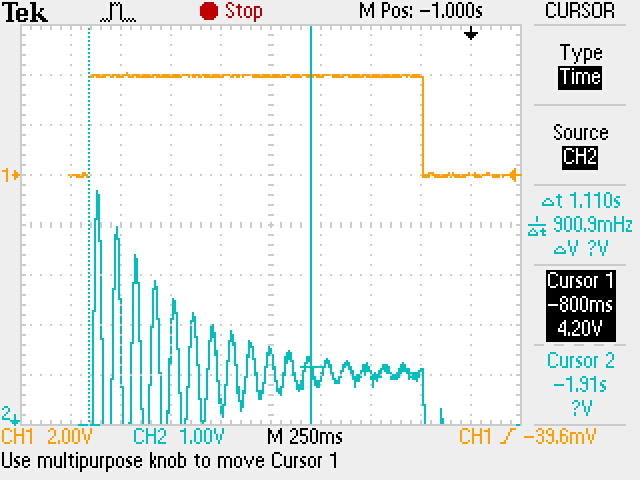 Tek Stop M Pos: -1.000s CURSOR
Type
Time
Source
CH2
1
Δt 1.110s
1/Δt 900.9mHz
ΔV ?V
Cursor 1
-800ms
4.20V
Cursor 2
-1.91s
?V
2
CH1 2.00V CH2 1.00V M 250ms CH1 -39.6mV
Use multipurpose knob to move Cursor 1